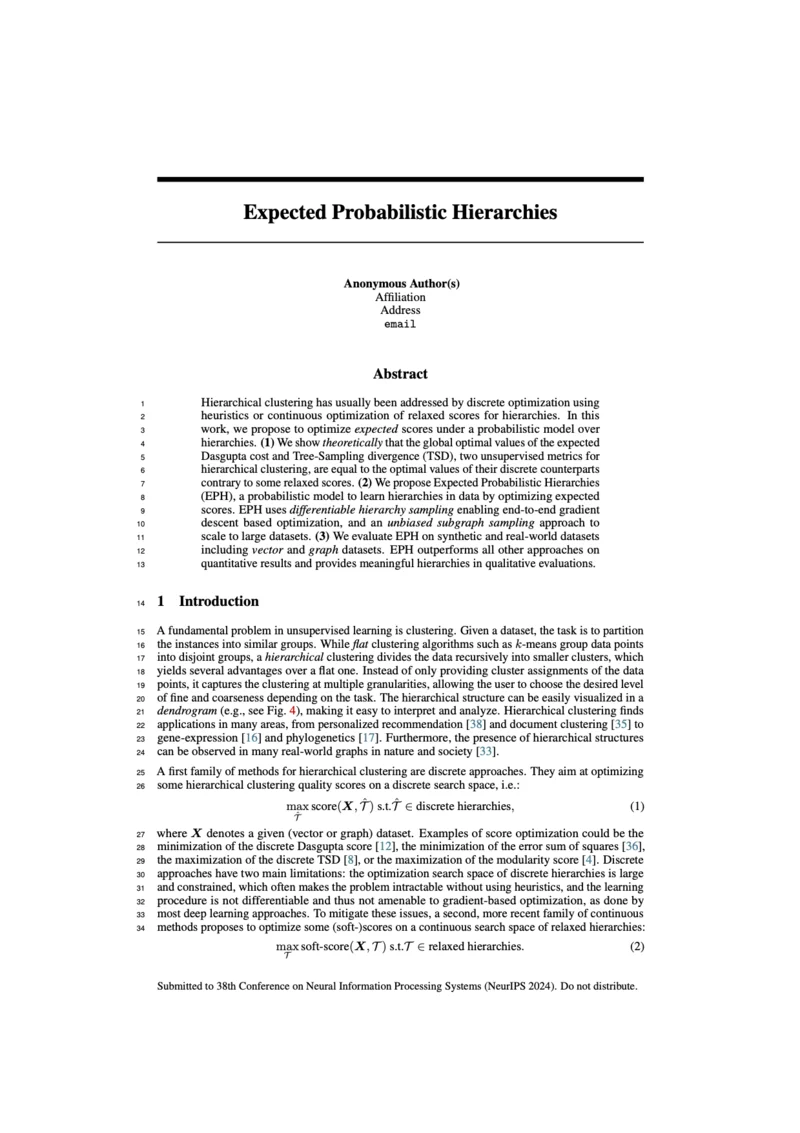 Expected Probabilistic Hierarchies
Anonymous Author(s)
Affiliation
Address
email
Abstract
1 Hierarchical clustering has usually been addressed by discrete optimization using
2 heuristics or continuous optimization of relaxed scores for hierarchies. In this
3 work, we propose to optimize expected scores under a probabilistic model over
4 hierarchies. (1) We show theoretically that the global optimal values of the expected
5 Dasgupta cost and Tree-Sampling divergence (TSD), two unsupervised metrics for
6 hierarchical clustering, are equal to the optimal values of their discrete counterparts
7 contrary to some relaxed scores. (2) We propose Expected Probabilistic Hierarchies
8 (EPH), a probabilistic model to learn hierarchies in data by optimizing expected
9 scores. EPH uses differentiable hierarchy sampling enabling end-to-end gradient
10 descent based optimization, and an unbiased subgraph sampling approach to
11 scale to large datasets. (3) We evaluate EPH on synthetic and real-world datasets
12 including vector and graph datasets. EPH outperforms all other approaches on
13 quantitative results and provides meaningful hierarchies in qualitative evaluations.
14 1 Introduction
15 A fundamental problem in unsupervised learning is clustering. Given a dataset, the task is to partition
16 the instances into similar groups. While flat clustering algorithms such as k-means group data points
17 into disjoint groups, a hierarchical clustering divides the data recursively into smaller clusters, which
18 yields several advantages over a flat one. Instead of only providing cluster assignments of the data
19 points, it captures the clustering at multiple granularities, allowing the user to choose the desired level
20 of fine and coarseness depending on the task. The hierarchical structure can be easily visualized in a
21 dendrogram (e.g., see Fig. 4), making it easy to interpret and analyze. Hierarchical clustering finds
22 applications in many areas, from personalized recommendation [38] and document clustering [35] to
23 gene-expression [16] and phylogenetics [17]. Furthermore, the presence of hierarchical structures
24 can be observed in many real-world graphs in nature and society [33].
25 A first family of methods for hierarchical clustering are discrete approaches. They aim at optimizing
26 some hierarchical clustering quality scores on a discrete search space, i.e.:
max score(X, T̂) s.t. T̂ ∈ discrete hierarchies, (1)
T̂
27 where X denotes a given (vector or graph) dataset. Examples of score optimization could be the
28 minimization of the discrete Dasgupta score [12], the minimization of the error sum of squares [36],
29 the maximization of the discrete TSD [8], or the maximization of the modularity score [4]. Discrete
30 approaches have two main limitations: the optimization search space of discrete hierarchies is large
31 and constrained, which often makes the problem intractable without using heuristics, and the learning
32 procedure is not differentiable and thus not amenable to gradient-based optimization, as done by
33 most deep learning approaches. To mitigate these issues, a second, more recent family of continuous
34 methods proposes to optimize some (soft-)scores on a continuous search space of relaxed hierarchies:
max soft-score(X, T) s.t. T ∈ relaxed hierarchies. (2)
T
Submitted to 38th Conference on Neural Information Processing Systems (NeurIPS 2024). Do not distribute.